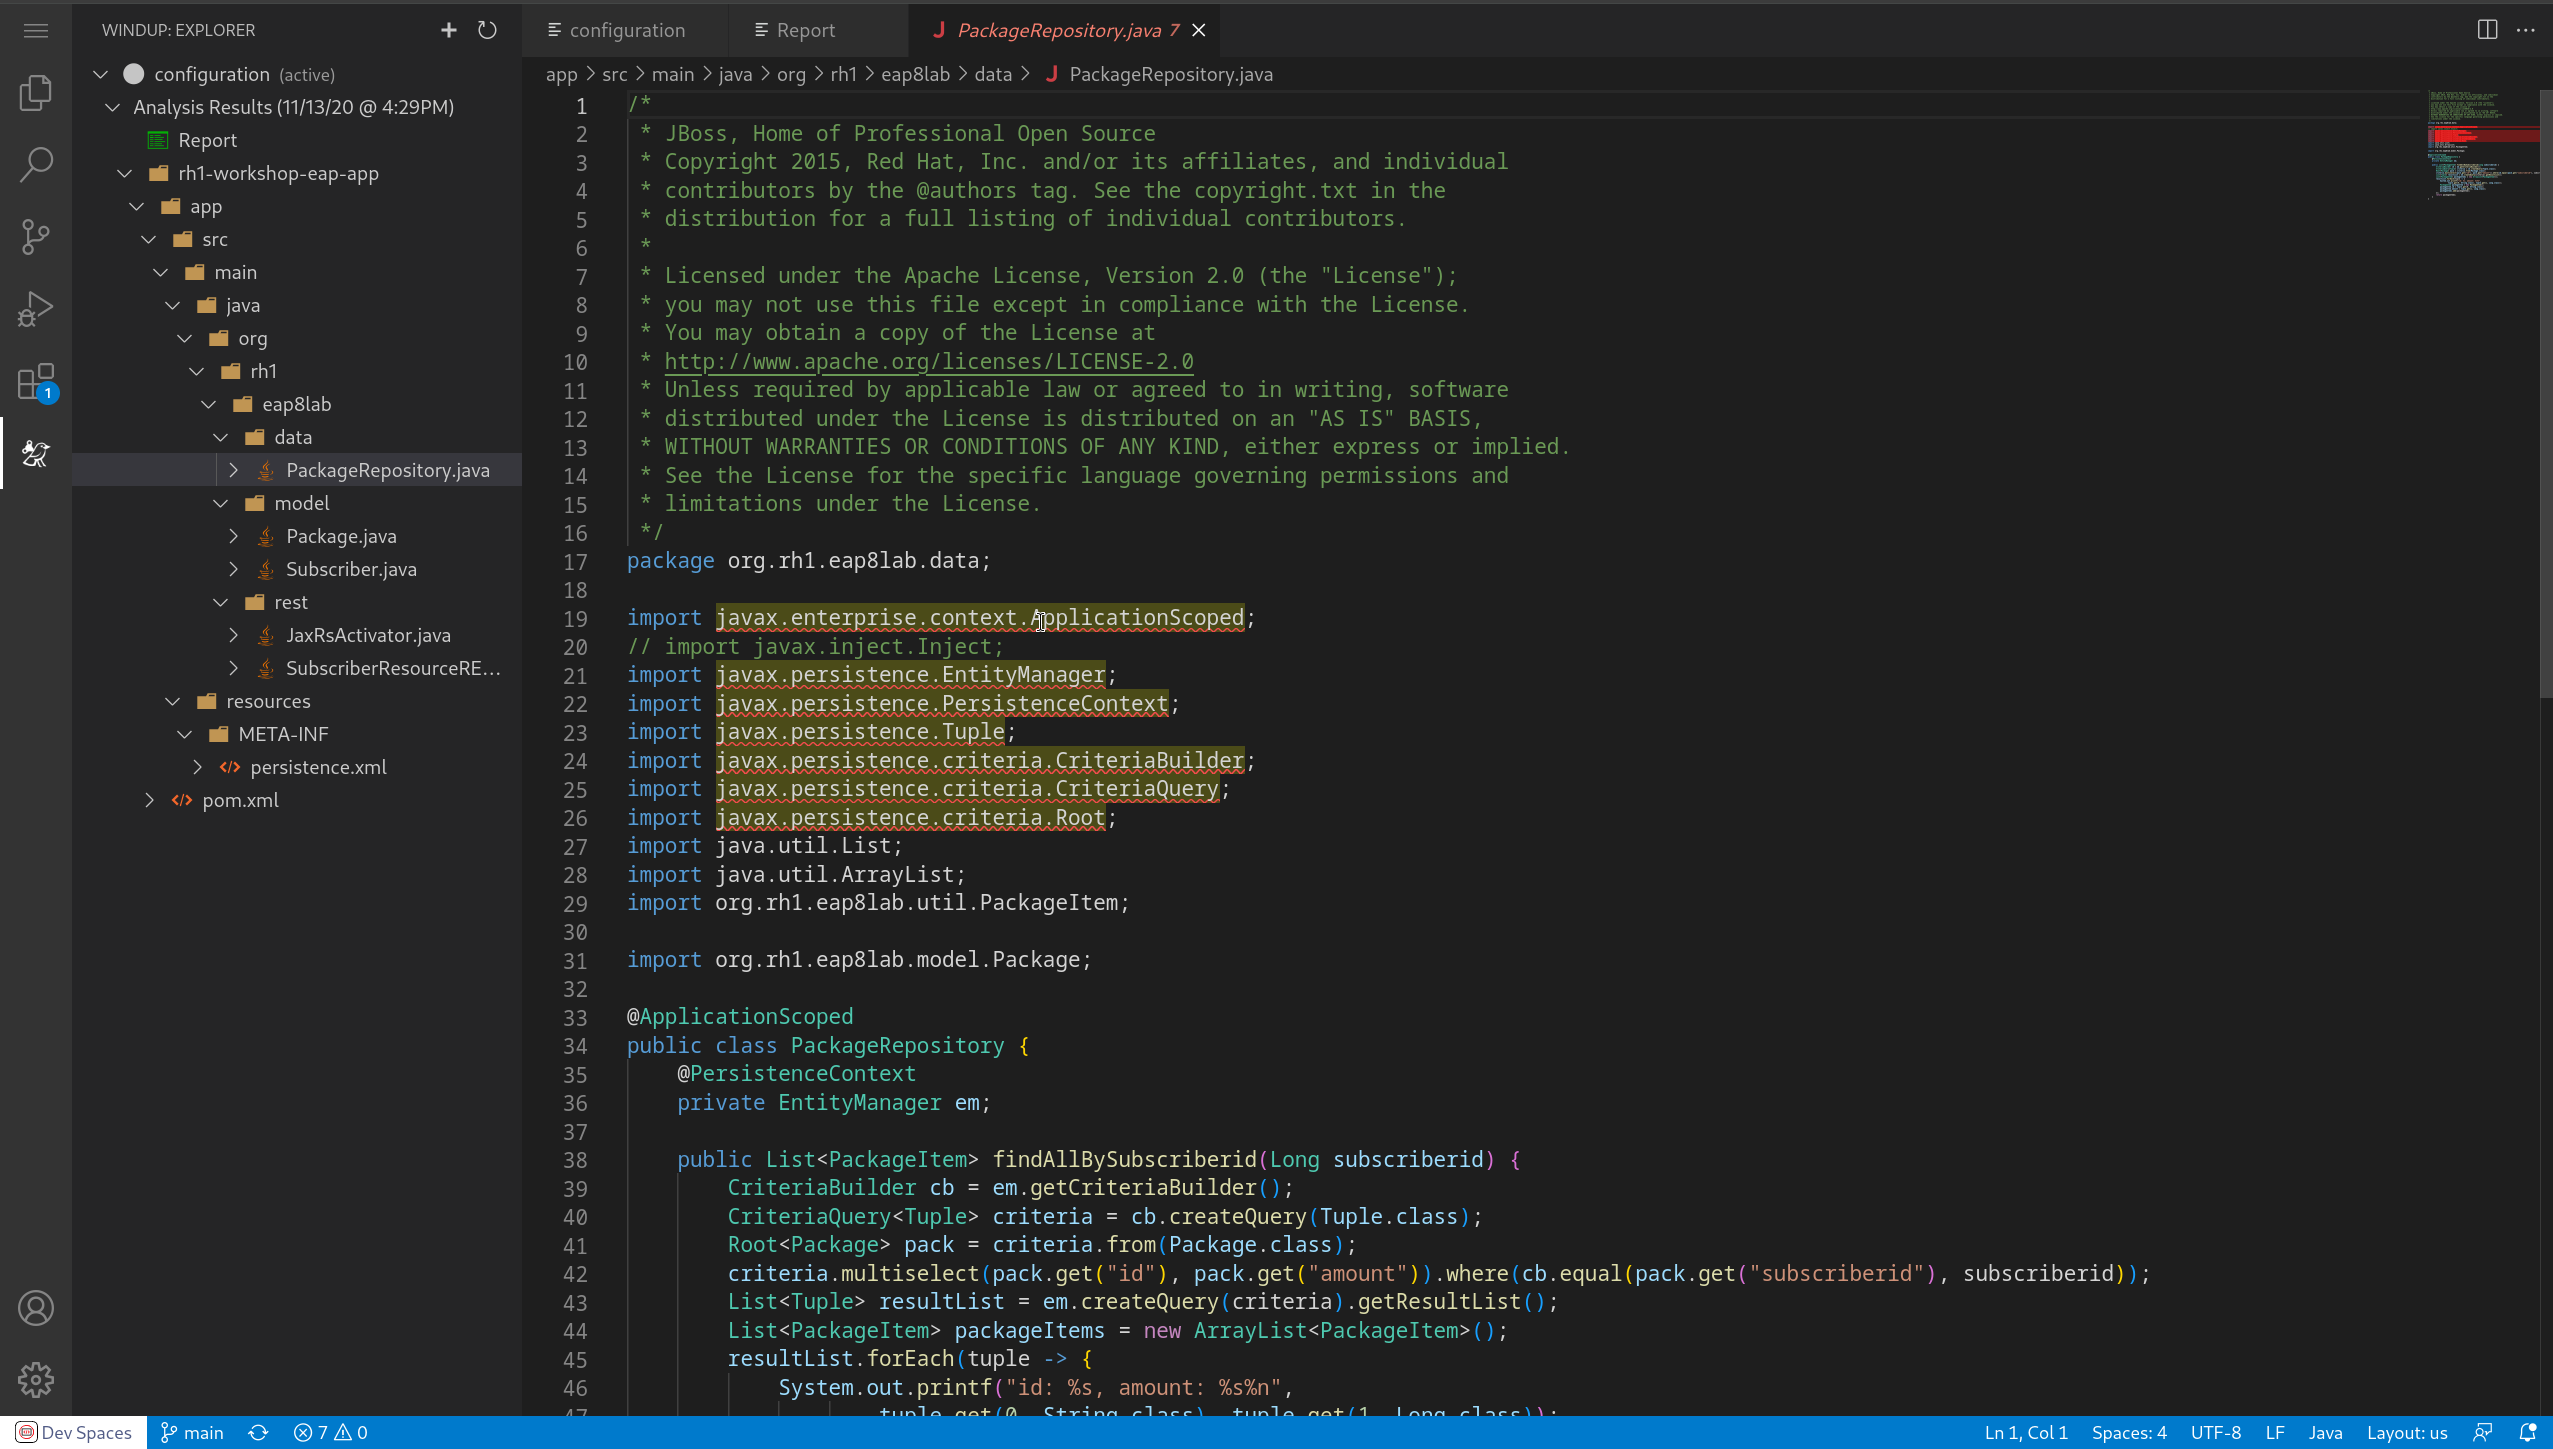 WINDUP: EXPLORER
configuration (active)
Analysis Results (11/13/20 @ 4:29PM)
Report
rh1-workshop-eap-app
app
src
main
java
org
rh1
eap8lab
data
PackageRepository.java
model
Package.java
Subscriber.java
rest
JaxRsActivator.java
SubscriberResourceRE...
resources
META-INF
persistence.xml
pom.xml
1
configuration
Report
PackageRepository.java 7
app > src > main > java > org > rh1 > eap8lab > data > PackageRepository.java
1 /*
2 * JBoss, Home of Professional Open Source
3 * Copyright 2015, Red Hat, Inc. and/or its affiliates, and individual
4 * contributors by the @authors tag. See the copyright.txt in the
5 * distribution for a full listing of individual contributors.
6 *
7 * Licensed under the Apache License, Version 2.0 (the "License");
8 * you may not use this file except in compliance with the License.
9 * You may obtain a copy of the License at
10 * http://www.apache.org/licenses/LICENSE-2.0
11 * Unless required by applicable law or agreed to in writing, software
12 * distributed under the License is distributed on an "AS IS" BASIS,
13 * WITHOUT WARRANTIES OR CONDITIONS OF ANY KIND, either express or implied.
14 * See the License for the specific language governing permissions and
15 * limitations under the License.
16 */
17 package org.rh1.eap8lab.data;
18
19 import javax.enterprise.context.ApplicationScoped;
20 // import javax.inject.Inject;
21 import javax.persistence.EntityManager;
22 import javax.persistence.PersistenceContext;
23 import javax.persistence.Tuple;
24 import javax.persistence.criteria.CriteriaBuilder;
25 import javax.persistence.criteria.CriteriaQuery;
26 import javax.persistence.criteria.Root;
27 import java.util.List;
28 import java.util.ArrayList;
29 import org.rh1.eap8lab.util.PackageItem;
30
31 import org.rh1.eap8lab.model.Package;
32
33 @ApplicationScoped
34 public class PackageRepository {
35 @PersistenceContext
36 private EntityManager em;
37
38 public List<PackageItem> findAllBySubscriberid(Long subscriberid) {
39 CriteriaBuilder cb = em.getCriteriaBuilder();
40 CriteriaQuery<Tuple> criteria = cb.createQuery(Tuple.class);
41 Root<Package> pack = criteria.from(Package.class);
42 criteria.multiselect(pack.get("id"), pack.get("amount")).where(cb.equal(pack.get("subscriberid"), subscriberid));
43 List<Tuple> resultList = em.createQuery(criteria).getResultList();
44 List<PackageItem> packageItems = new ArrayList<PackageItem>();
45 resultList.forEach(tuple -> {
46 System.out.printf("id: %s, amount: %s%n",
47 tuple.get(0, String.class), tuple.get(1, Long.class));
Dev Spaces main 7 0 Ln 1, Col 1 Spaces: 4 UTF-8 LF Java Layout: us